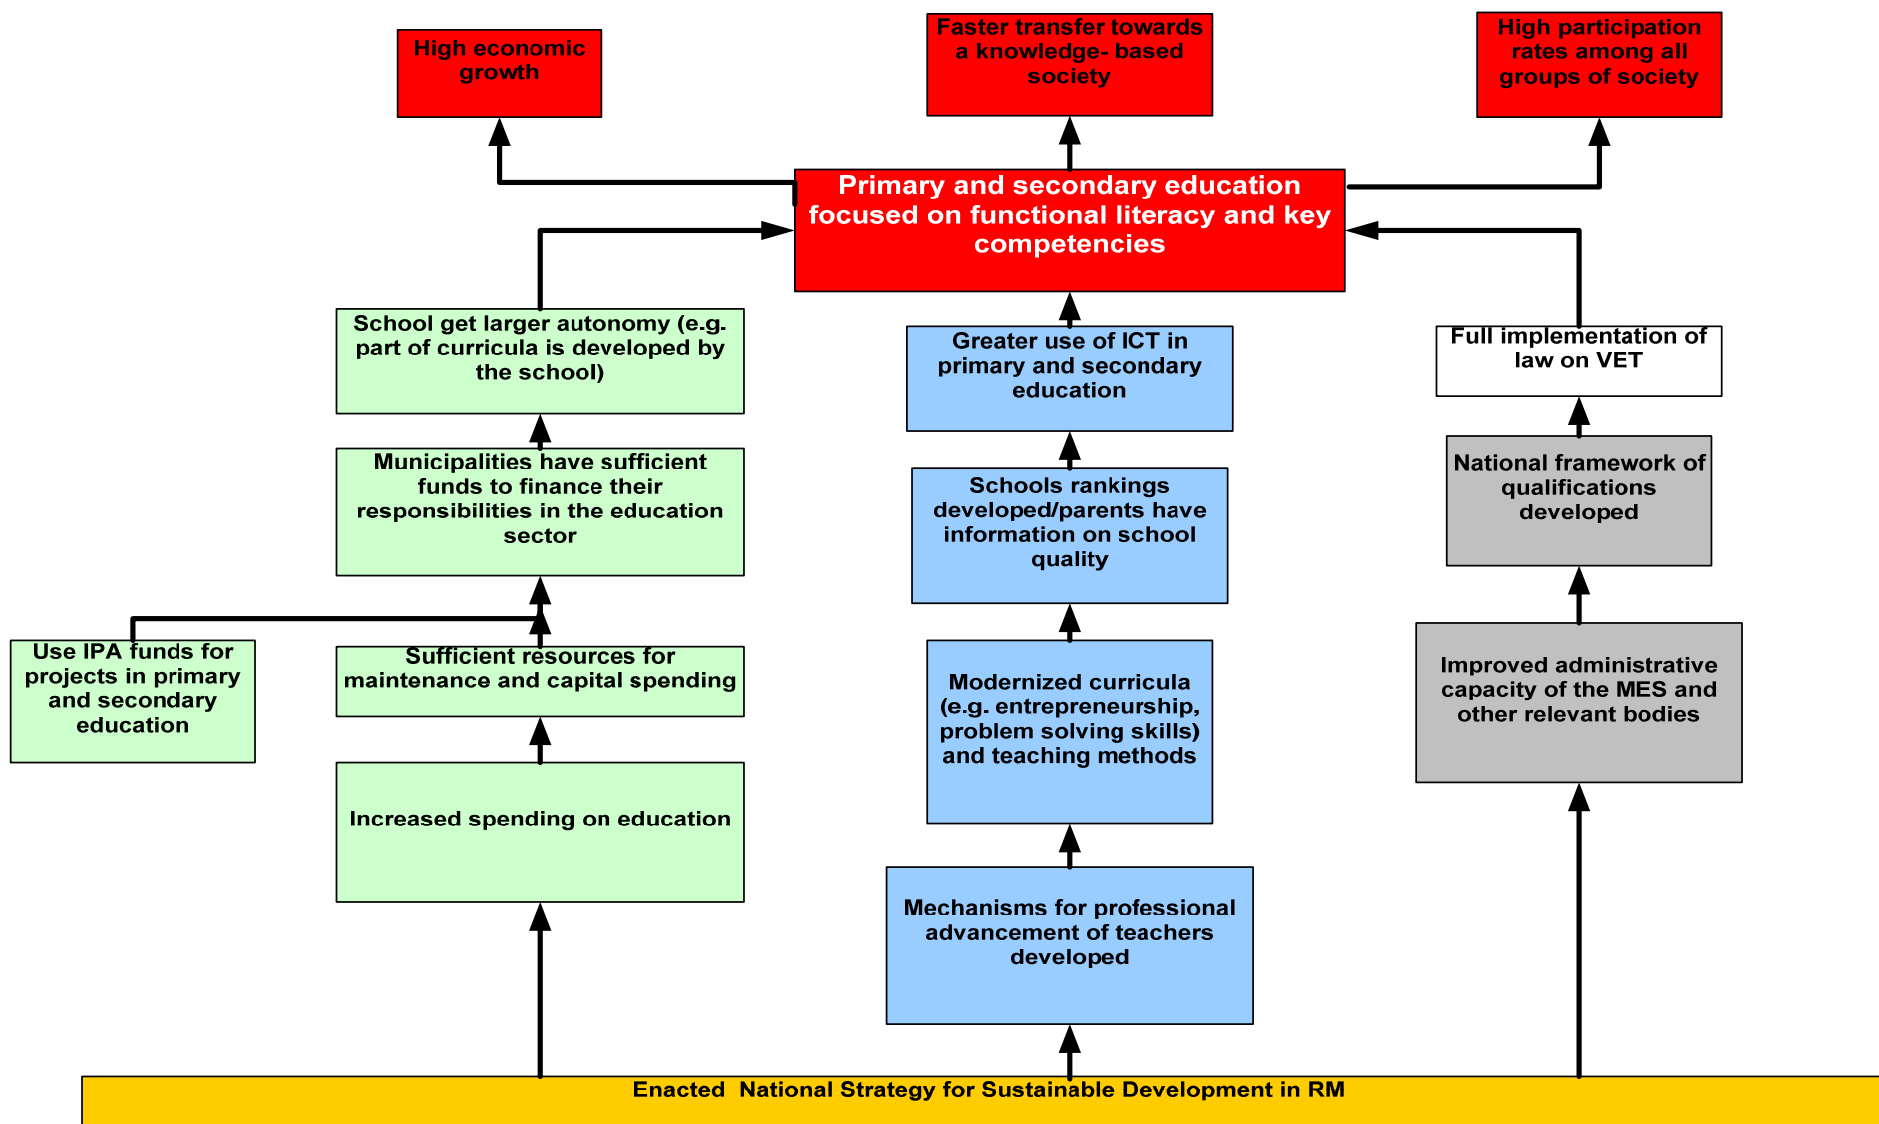 High economic
growth
Faster transfer towards
a knowledge- based
society
High participation
rates among all
groups of society
Primary and secondary education
focused on functional literacy and key
competencies
School get larger autonomy (e.g.
part of curricula is developed by
the school)
Greater use of ICT in
primary and secondary
education
Full implementation of
law on VET
Municipalities have sufficient
funds to finance their
responsibilities in the education
sector
Schools rankings
developed/parents have
information on school
quality
National framework of
qualifications
developed
Use IPA funds for
projects in primary
and secondary
education
Sufficient resources for
maintenance and capital spending
Modernized curricula
(e.g. entrepreneurship,
problem solving skills)
and teaching methods
Improved administrative
capacity of the MES and
other relevant bodies
Increased spending on education
Mechanisms for professional
advancement of teachers
developed
Enacted  National Strategy for Sustainable Development in RM